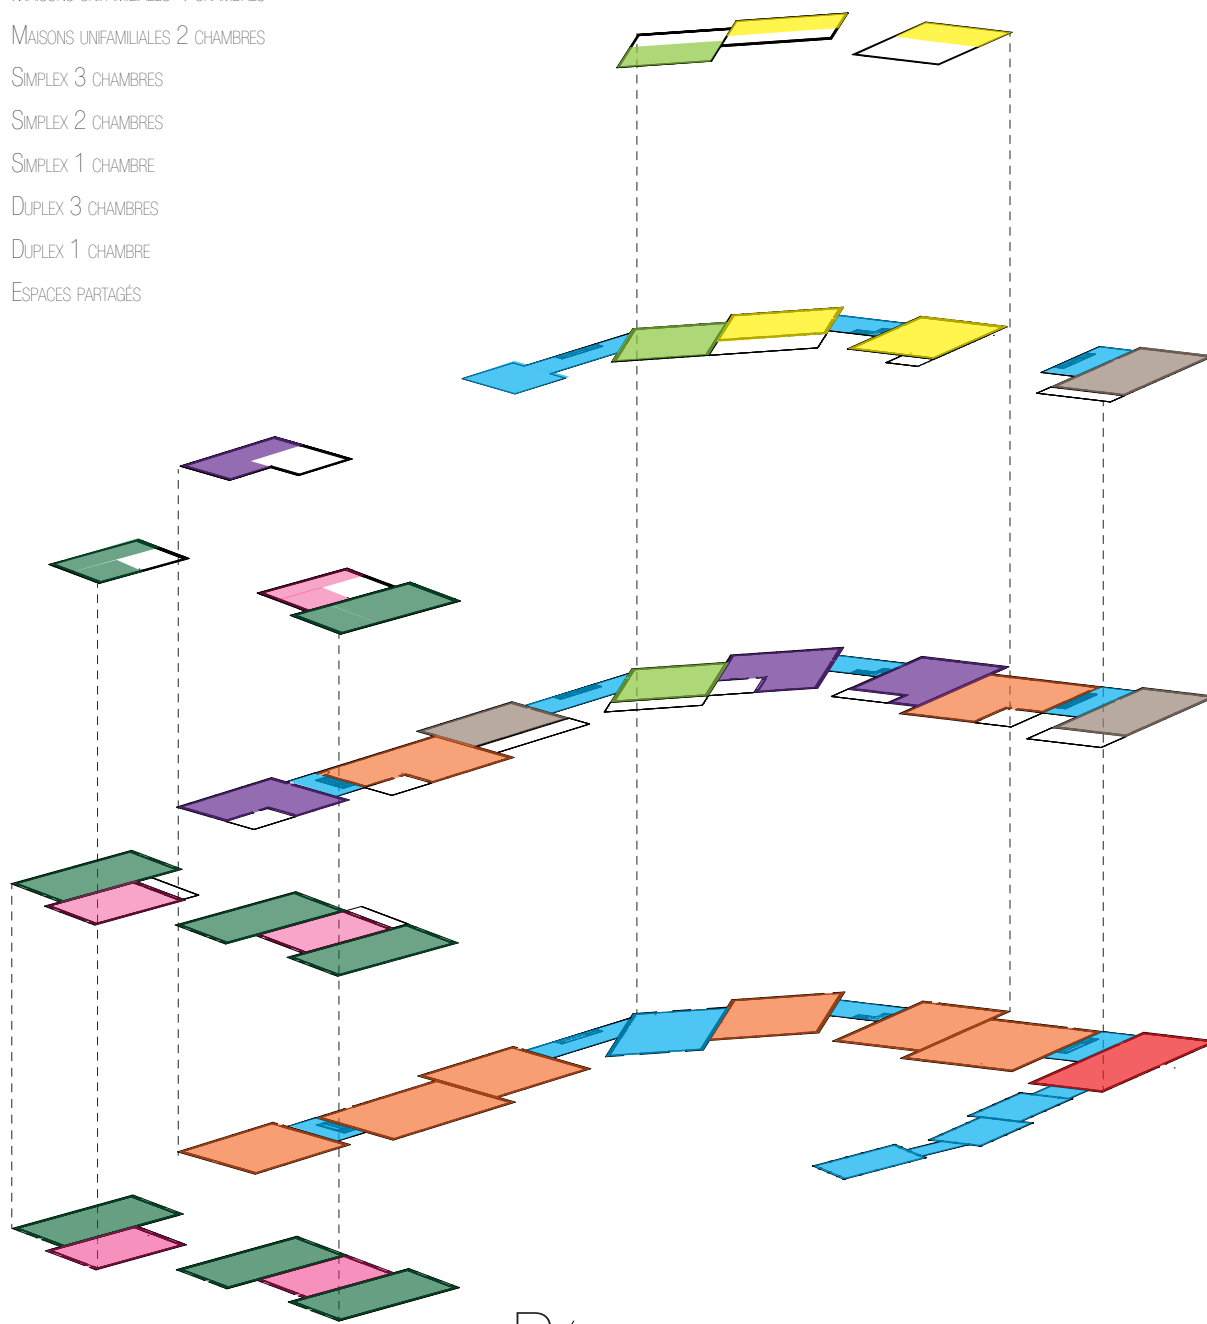 Maisons unifamiliales 2 chambres
Simplex 3 chambres
Simplex 2 chambres
Simplex 1 chambre
Duplex 3 chambres
Duplex 1 chambre
Espaces partagés